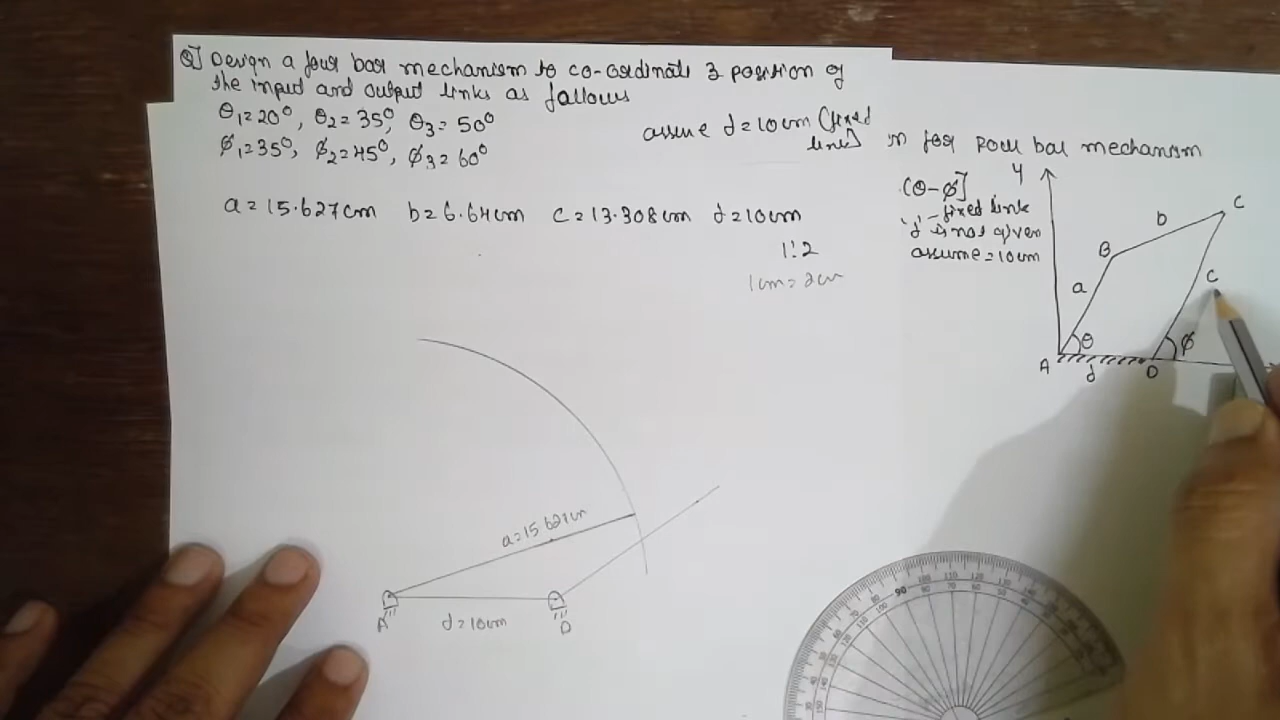 Q] Design a four bar mechanism to co-ordinate 3 position of
the input and output links as follows
θ1=20°, θ2=35°, θ3=50°
ϕ1=35°, ϕ2=45°, ϕ3=60°
assume d=10cm (fixed
link)
a=15.627cm b=6.64cm c=13.308cm d=10cm
1:2
1cm=2cm
n for four bar mechanism
(θ-ϕ]
'd'-fixed link
is not given
assume=10cm
y
A
B
C
D
a
b
c
d
θ
ϕ
a=15.627cm
d=10cm
A
D
90